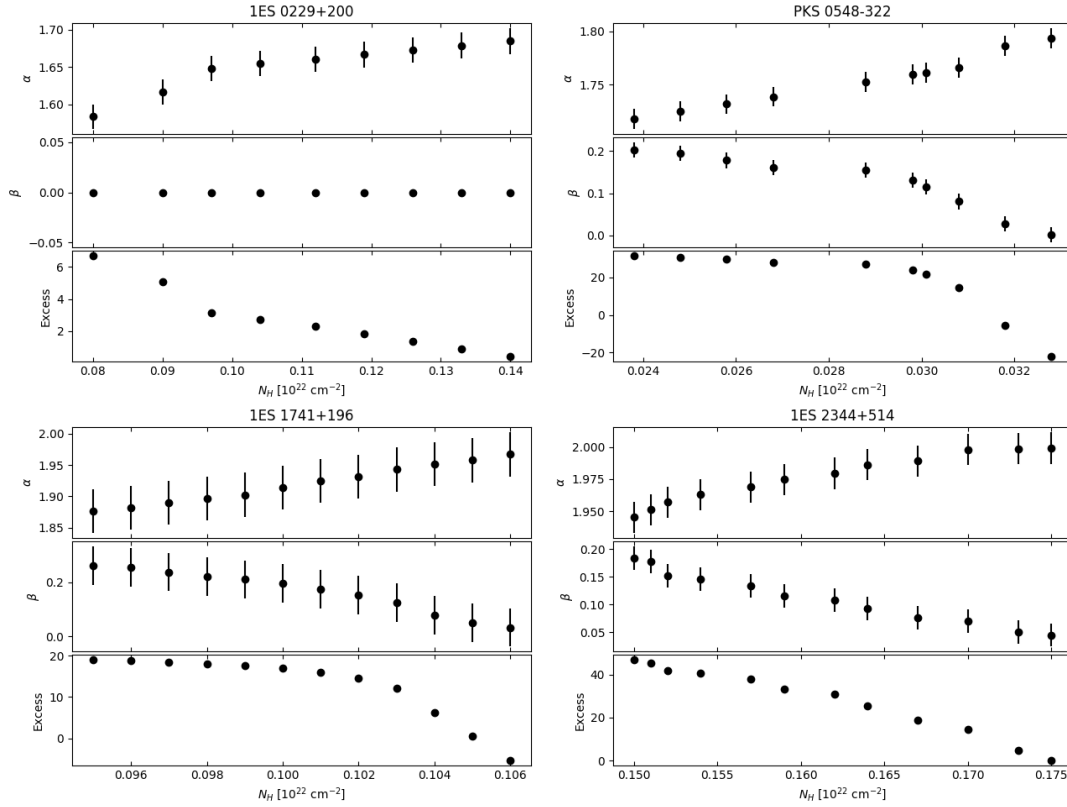 1ES 0229+200
1.70
1.65
1.60
α
0.05
0.00
−0.05
β
6
4
2
Excess
0.08 0.09 0.10 0.11 0.12 0.13 0.14
N_H [10^22 cm^−2]
PKS 0548-322
1.80
1.75
α
0.2
0.1
0.0
β
20
0
−20
Excess
0.024 0.026 0.028 0.030 0.032
N_H [10^22 cm^−2]
1ES 1741+196
2.00
1.95
1.90
1.85
α
0.2
0.0
β
20
10
0
Excess
0.096 0.098 0.100 0.102 0.104 0.106
N_H [10^22 cm^−2]
1ES 2344+514
2.000
1.975
1.950
α
0.20
0.15
0.10
0.05
β
40
20
0
Excess
0.150 0.155 0.160 0.165 0.170 0.175
N_H [10^22 cm^−2]